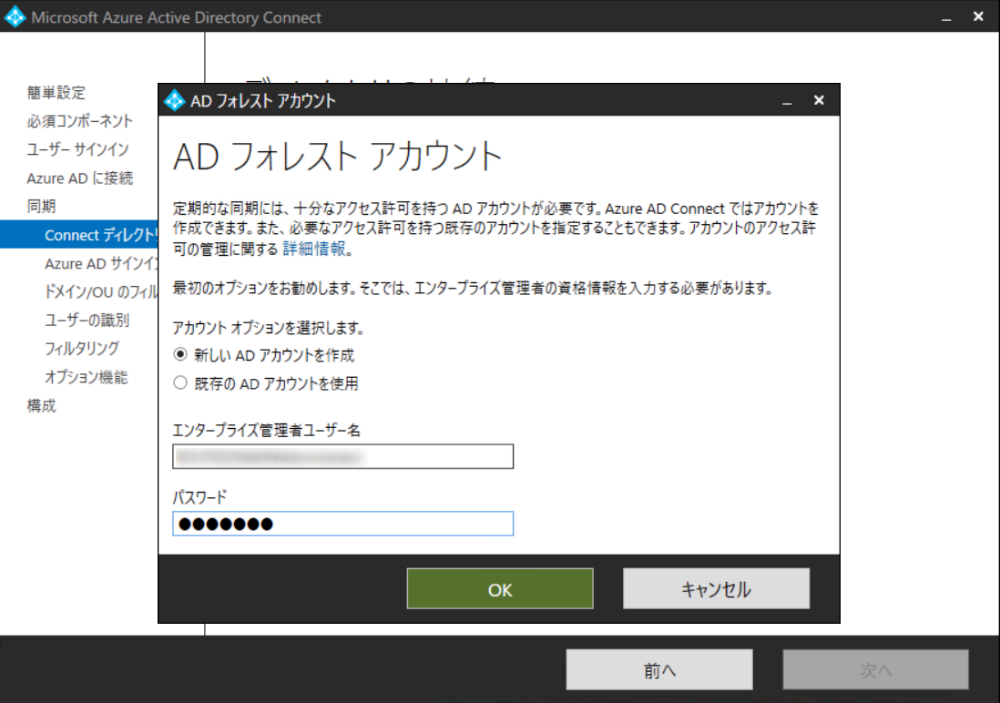 Microsoft Azure Active Directory Connect
簡単設定
必須コンポーネント
ユーザー サインイン
Azure AD に接続
同期
Connect ディレクト
Azure AD サインイ
ドメイン/OU のフィル
ユーザーの識別
フィルタリング
オプション機能
構成
AD フォレスト アカウント
AD フォレスト アカウント
定期的な同期には、十分なアクセス許可を持つ AD アカウントが必要です。Azure AD Connect ではアカウントを
作成できます。また、必要なアクセス許可を持つ既存のアカウントを指定することもできます。アカウントのアクセス許
可の管理に関する 詳細情報。
最初のオプションをお勧めします。そこでは、エンタープライズ管理者の資格情報を入力する必要があります。
アカウント オプションを選択します。
新しい AD アカウントを作成
既存の AD アカウントを使用
エンタープライズ管理者ユーザー名
パスワード
●●●●●●●
OK
キャンセル
前へ
次へ